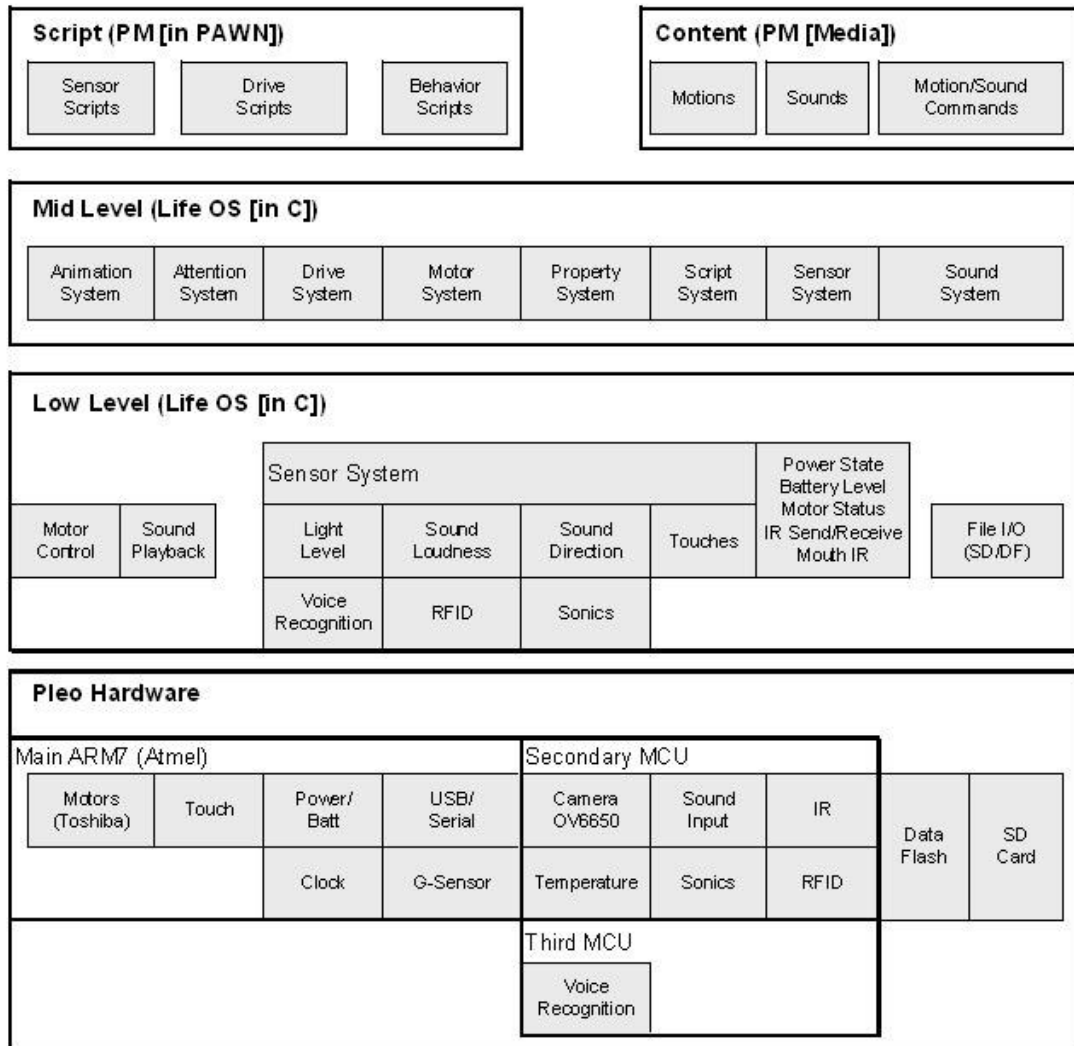 Script (PM [in PAWN])
Sensor
Scripts
Drive
Scripts
Behavior
Scripts
Content (PM [Media])
Motions
Sounds
Motion/Sound
Commands
Mid Level (Life OS [in C])
Animation
System
Attention
System
Drive
System
Motor
System
Property
System
Script
System
Sensor
System
Sound
System
Low Level (Life OS [in C])
Motor
Control
Sound
Playback
Sensor System
Light
Level
Sound
Loudness
Sound
Direction
Touches
Voice
Recognition
RFID
Sonics
Power State
Battery Level
Motor Status
IR Send/Receive
Mouth IR
File I/O
(SD/DF)
Pleo Hardware
Main ARM7 (Atmel)
Motors
(Toshiba)
Touch
Power/
Batt
USB/
Serial
Clock
G-Sensor
Secondary MCU
Camera
OV6650
Sound
Input
IR
Temperature
Sonics
RFID
Data
Flash
SD
Card
Third MCU
Voice
Recognition